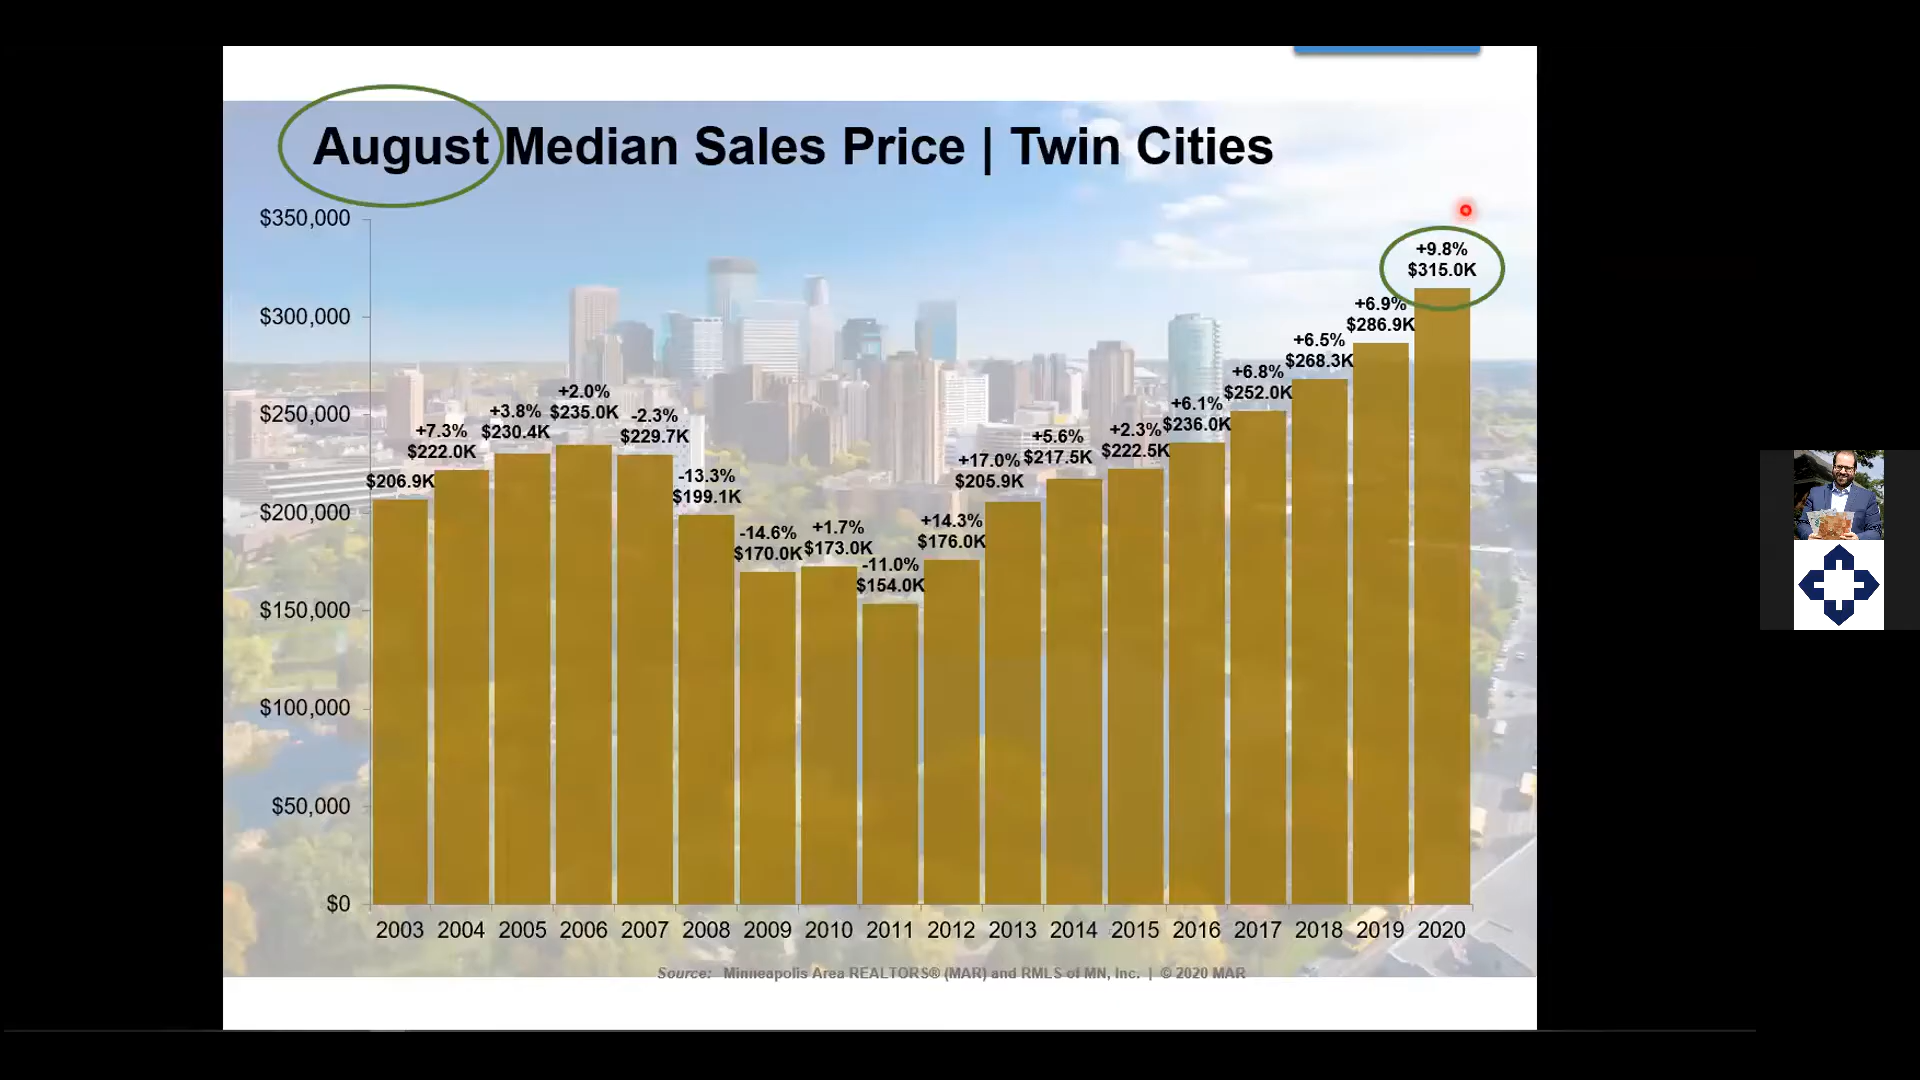 August Median Sales Price | Twin Cities
$350,000
$300,000
$250,000
$200,000
$150,000
$100,000
$50,000
$0
$206.9K
+7.3%
$222.0K
+3.8%
$230.4K
+2.0%
$235.0K
-2.3%
$229.7K
-13.3%
$199.1K
-14.6%
$170.0K
+1.7%
$173.0K
-11.0%
$154.0K
+14.3%
$176.0K
+17.0%
$205.9K
+5.6%
$217.5K
+2.3%
$222.5K
+6.1%
$236.0K
+6.8%
$252.0K
+6.5%
$268.3K
+6.9%
$286.9K
+9.8%
$315.0K
2003 2004 2005 2006 2007 2008 2009 2010 2011 2012 2013 2014 2015 2016 2017 2018 2019 2020
Source: Minneapolis Area REALTORS® (MAR) and RMLS of MN, Inc. | © 2020 MAR